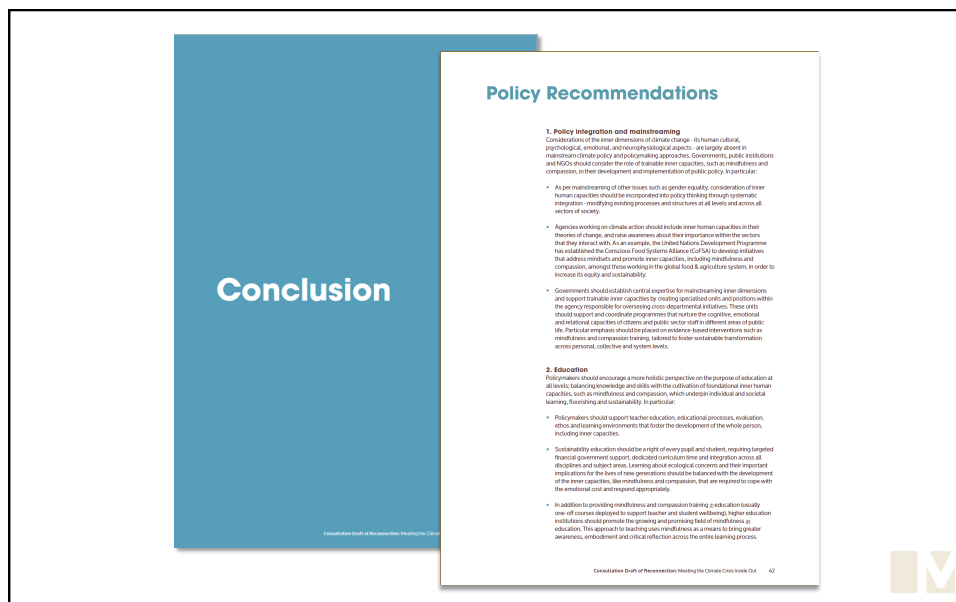 Conclusion
Consultation Draft of Reconnection: Meeting the Clima
Policy Recommendations
1. Policy integration and mainstreaming
Considerations of the inner dimensions of climate change - its human cultural,
psychological, emotional, and neurophysiological aspects - are largely absent in
mainstream climate policy and policymaking approaches. Governments, public institutions
and NGOs should consider the role of trainable inner capacities, such as mindfulness and
compassion, in their development and implementation of public policy. In particular:
• As per mainstreaming of other issues such as gender equality, consideration of inner
human capacities should be incorporated into policy thinking through systematic
integration - modifying existing processes and structures at all levels and across all
sectors of society.
• Agencies working on climate action should include inner human capacities in their
theories of change, and raise awareness about their importance within the sectors
that they interact with. As an example, the United Nations Development Programme
has established the Conscious Food Systems Alliance (CoFSA) to develop initiatives
that address mindsets and promote inner capacities, including mindfulness and
compassion, amongst those working in the global food & agriculture system, in order to
increase its equity and sustainability.
• Governments should establish central expertise for mainstreaming inner dimensions
and support trainable inner capacities by creating specialised units and positions within
the agency responsible for overseeing cross-departmental initiatives. These units
should support and coordinate programmes that nurture the cognitive, emotional
and relational capacities of citizens and public sector staff in different areas of public
life. Particular emphasis should be placed on evidence-based interventions such as
mindfulness and compassion training, tailored to foster sustainable transformation
across personal, collective and system levels.
2. Education
Policymakers should encourage a more holistic perspective on the purpose of education at
all levels; balancing knowledge and skills with the cultivation of foundational inner human
capacities, such as mindfulness and compassion, which underpin individual and societal
learning, flourishing and sustainability. In particular:
• Policymakers should support teacher education, educational processes, evaluation,
ethos and learning environments that foster the development of the whole person,
including inner capacities.
• Sustainability education should be a right of every pupil and student, requiring targeted
financial government support, dedicated curriculum time and integration across all
disciplines and subject areas. Learning about ecological concerns and their important
implications for the lives of new generations should be balanced with the development
of the inner capacities, like mindfulness and compassion, that are required to cope with
the emotional cost and respond appropriately.
• In addition to providing mindfulness and compassion training in education (usually
one-off courses deployed to support teacher and student wellbeing), higher education
institutions should promote the growing and promising field of mindfulness as
education. This approach to teaching uses mindfulness as a means to bring greater
awareness, embodiment and critical reflection across the entire learning process.
Consultation Draft of Reconnection: Meeting the Climate Crisis Inside Out 62
M